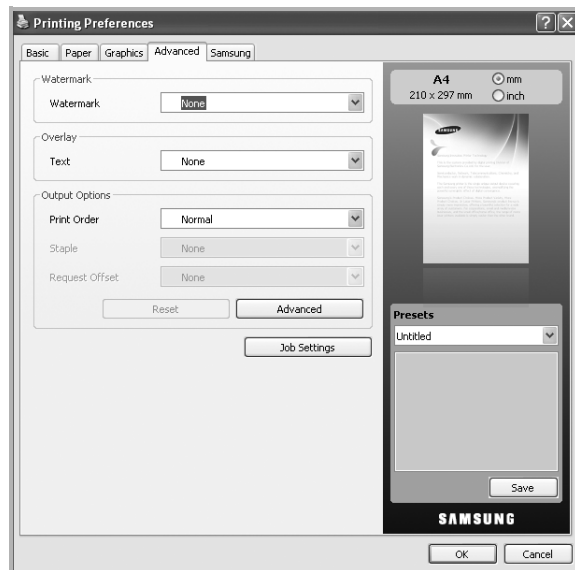 Printing Preferences
Basic Paper Graphics Advanced Samsung
Watermark
Watermark None
Overlay
Text None
Output Options
Print Order Normal
Staple None
Request Offset None
Reset Advanced
Job Settings
A4
210 x 297 mm
mm
inch
SAMSUNG
Presets
Untitled
Save
SAMSUNG
OK Cancel